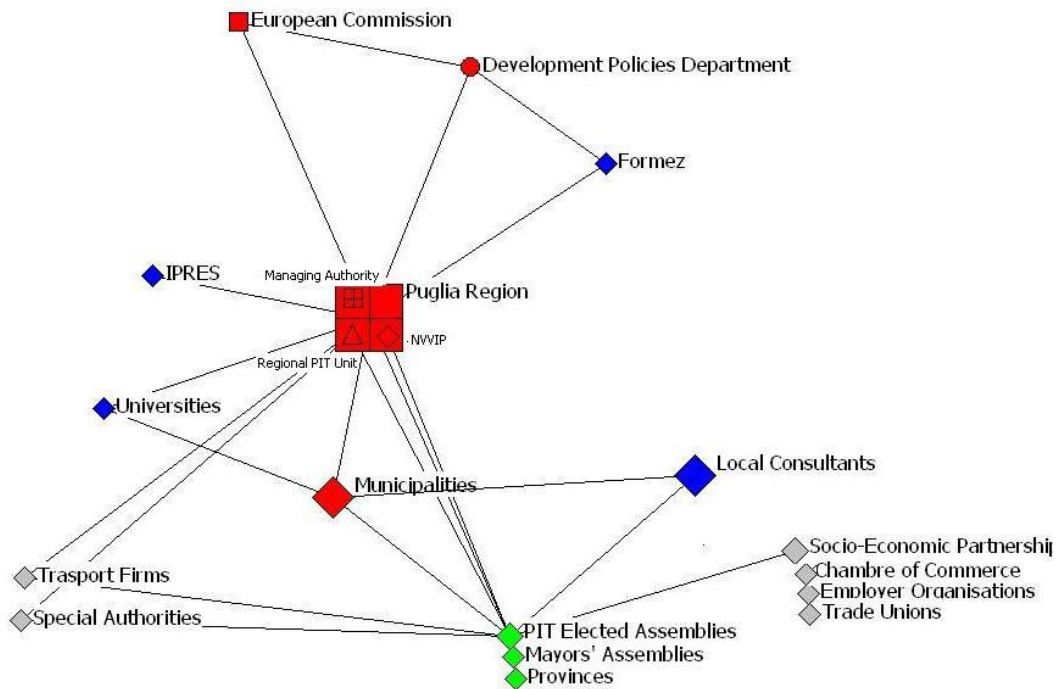 European Commission
Development Policies Department
Formez
IPRES
Managing Authority
Puglia Region
NVVIP
Regional PIT Unit
Universities
Local Consultants
Municipalities
Socio-Economic Partnership
Trasport Firms
Chambre of Commerce
Employer Organisations
Special Authorities
Trade Unions
PIT Elected Assemblies
Mayors' Assemblies
Provinces